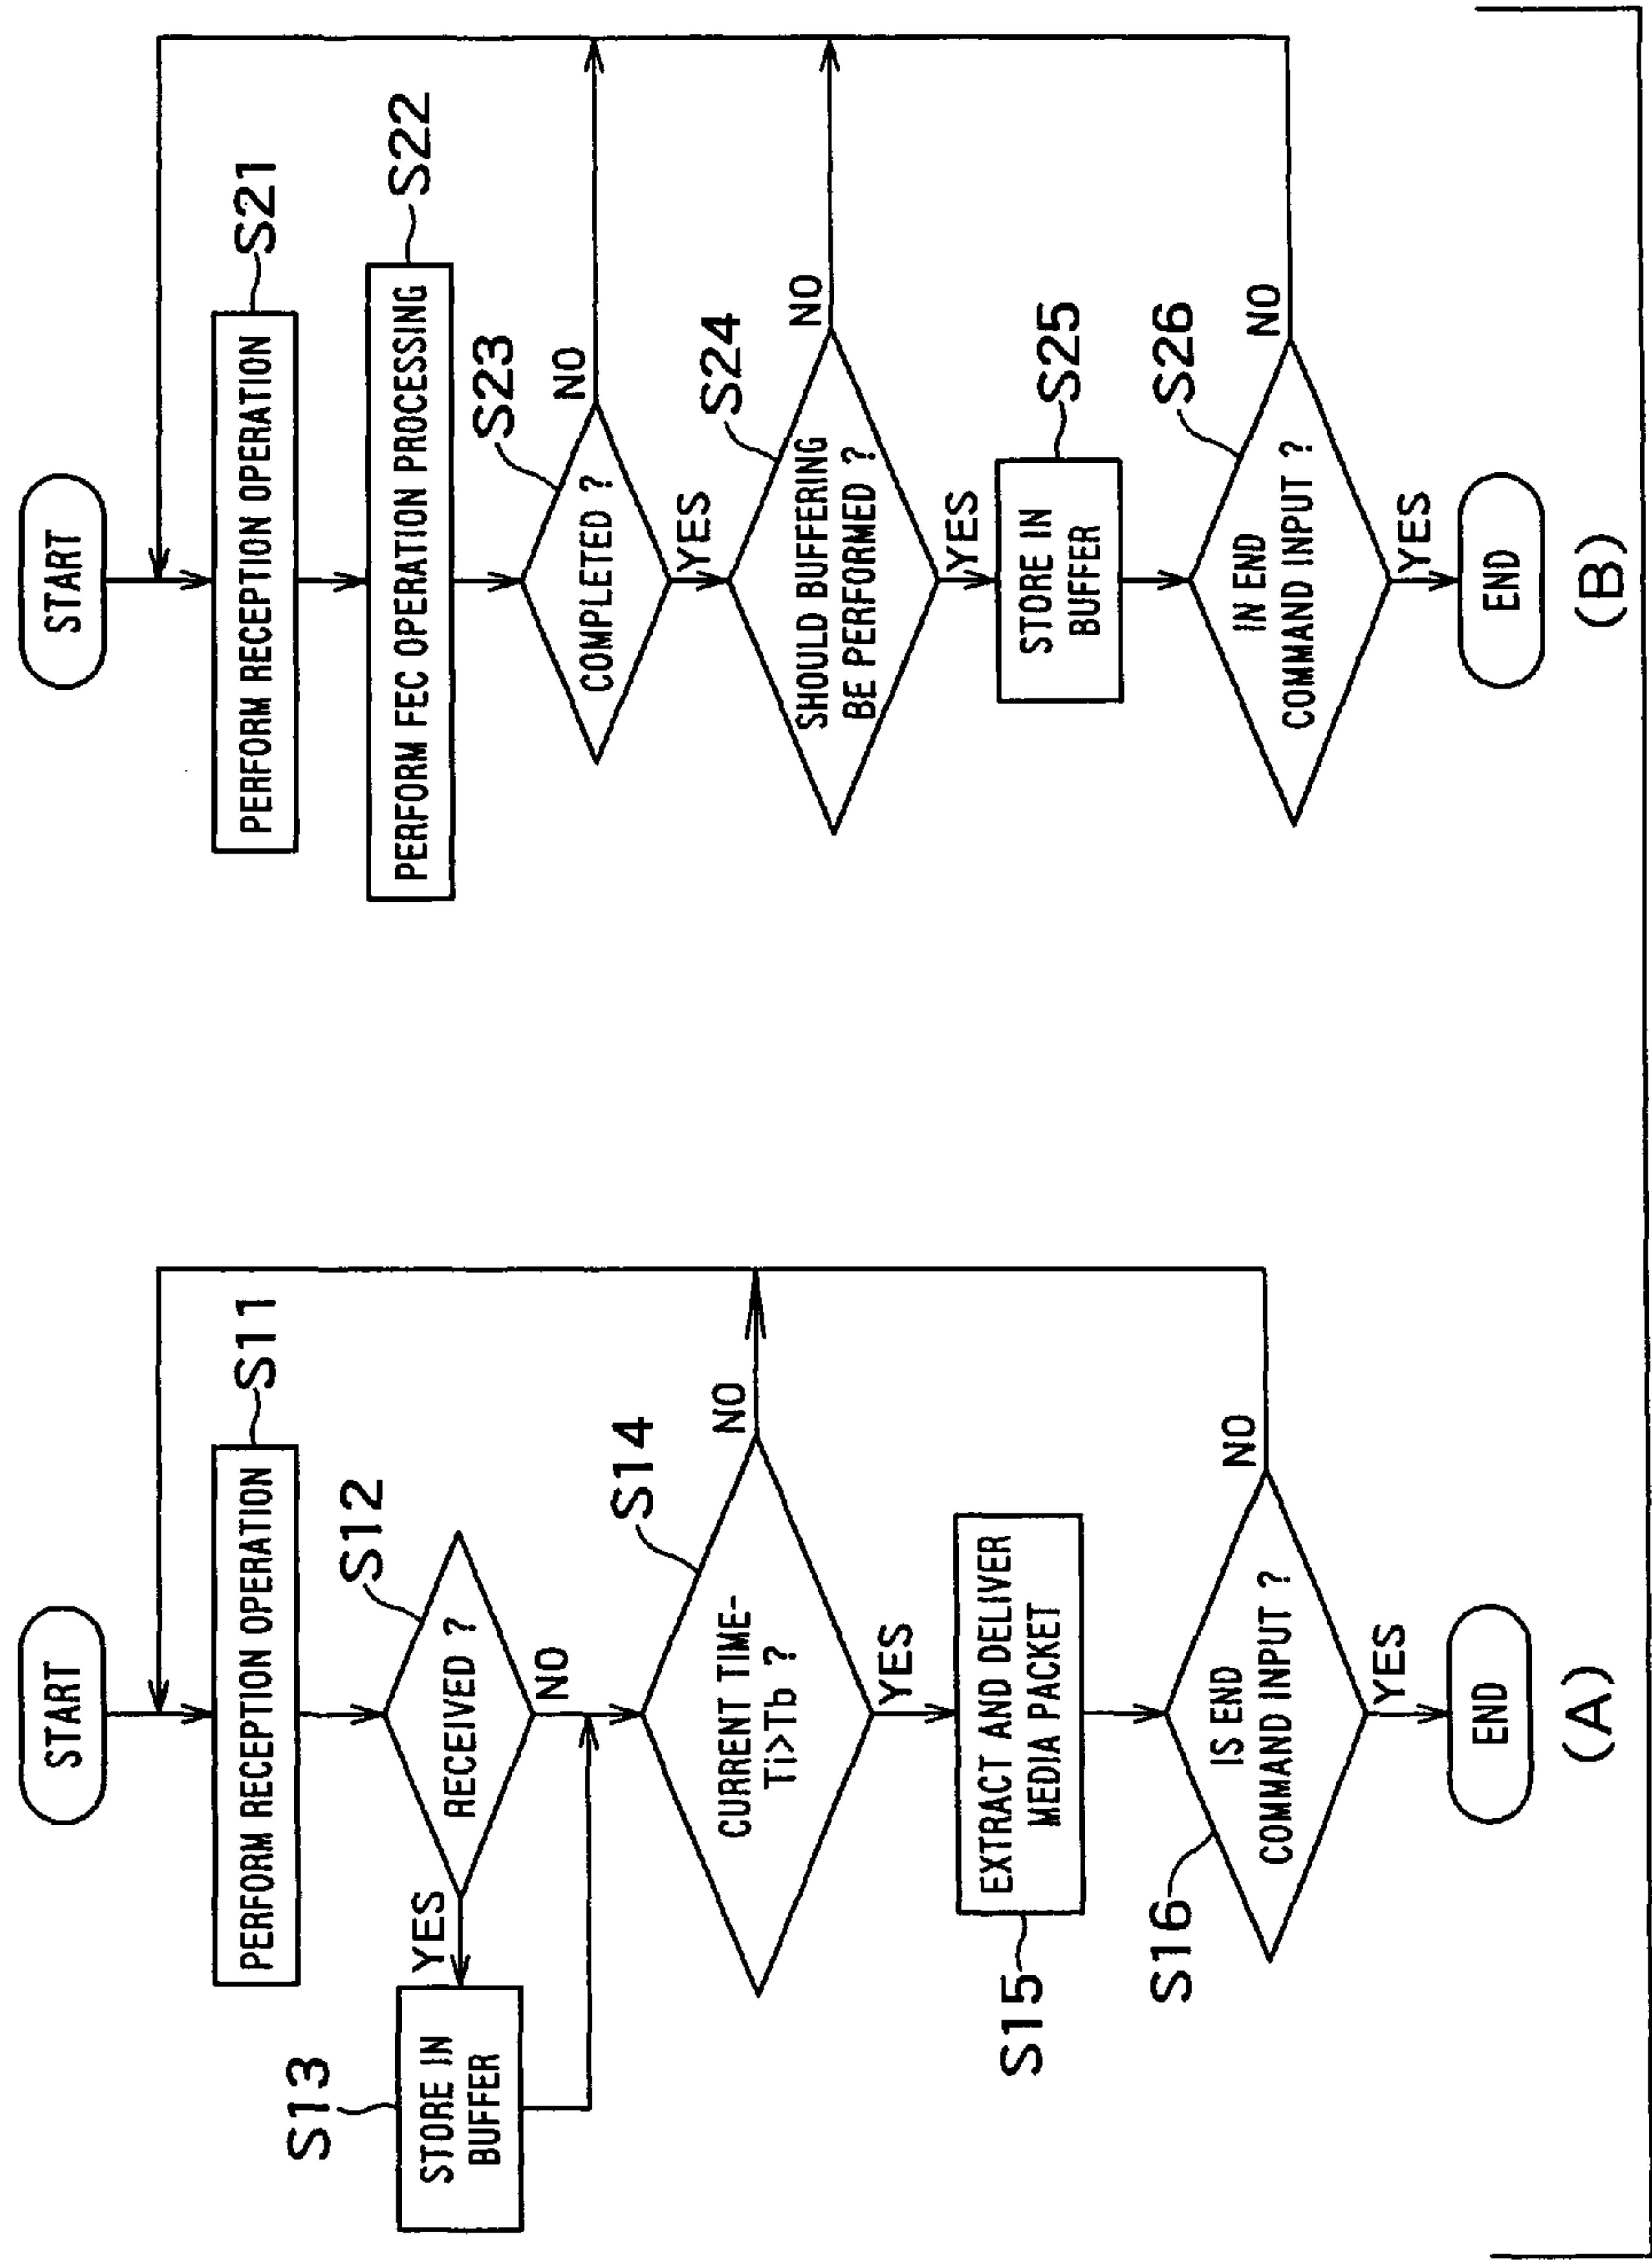 START
PERFORM RECEPTION OPERATION
S11
RECEIVED ?
S12
YES
NO
STORE IN
BUFFER
S13
CURRENT TIME-
Ti>Tb ?
S14
NO
YES
EXTRACT AND DELIVER
MEDIA PACKET
S15
IS END
COMMAND INPUT ?
S16
NO
YES
END
(A)
START
PERFORM RECEPTION OPERATION
S21
PERFORM FEC OPERATION PROCESSING
S22
COMPLETED ?
S23
NO
YES
SHOULD BUFFERING
BE PERFORMED ?
S24
NO
YES
STORE IN
BUFFER
S25
IN END
COMMAND INPUT ?
S26
NO
YES
END
(B)